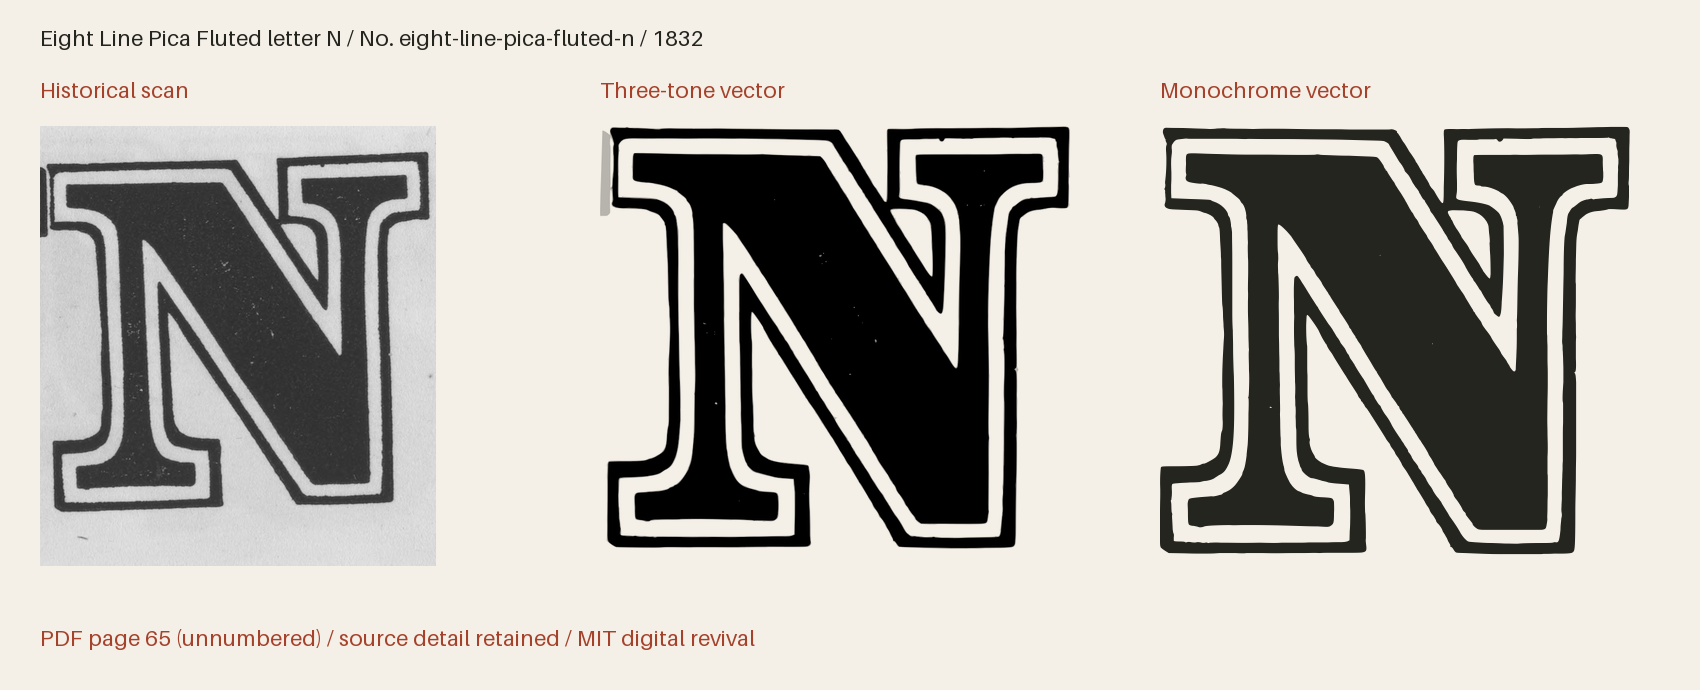 Eight Line Pica Fluted letter N / No. eight-line-pica-fluted-n / 1832
Historical scan
Three-tone vector
Monochrome vector
N
N
N
PDF page 65 (unnumbered) / source detail retained / MIT digital revival